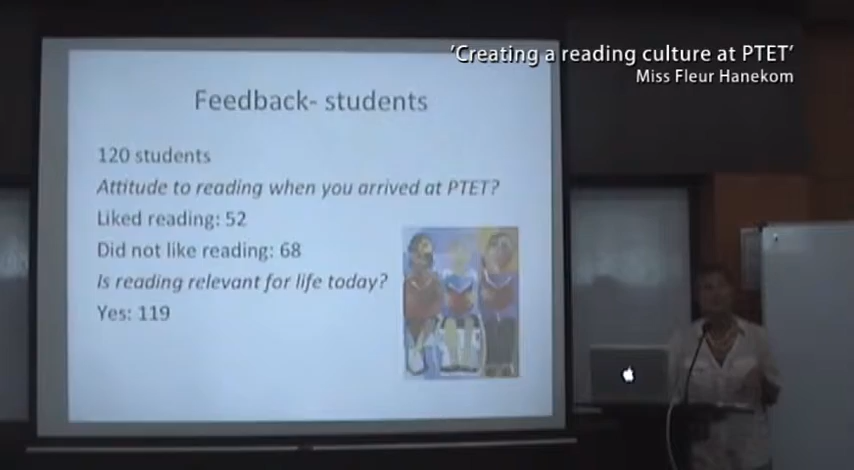 'Creating a reading culture at PTET'
Miss Fleur Hanekom
Feedback- students
120 students
Attitude to reading when you arrived at PTET?
Liked reading: 52
Did not like reading: 68
Is reading relevant for life today?
Yes: 119